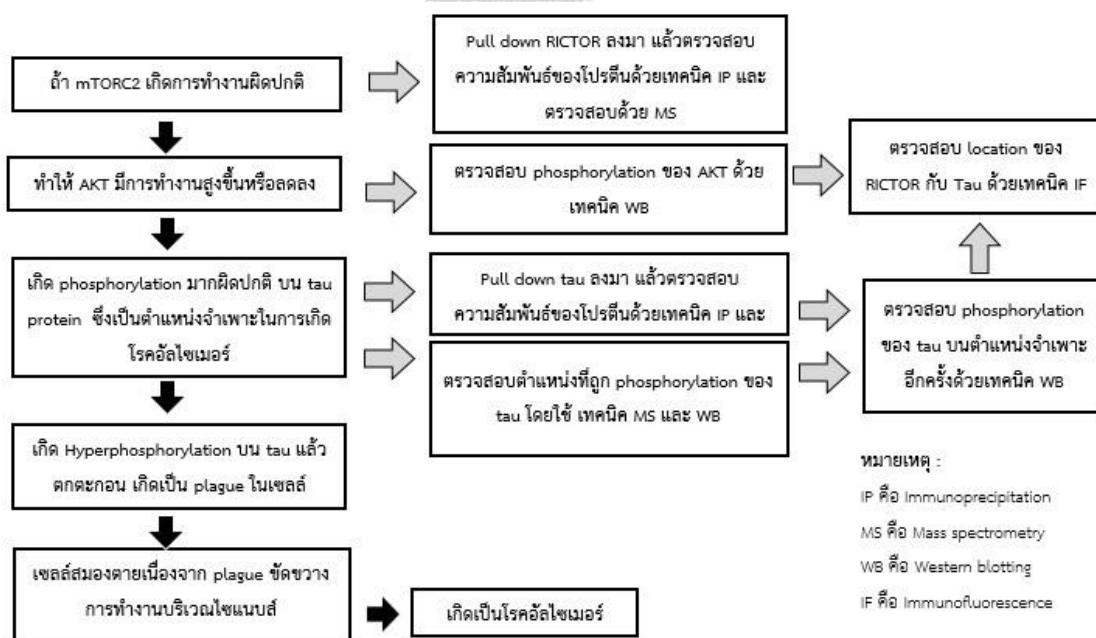 ถ้า mTORC2 เกิดการทำงานผิดปกติ
Pull down RICTOR ลงมา แล้วตรวจสอบ
ความสัมพันธ์ของโปรตีนด้วยเทคนิค IP และ
ตรวจสอบด้วย MS
ทำให้ AKT มีการทำงานสูงขึ้นหรือลดลง
ตรวจสอบ phosphorylation ของ AKT ด้วย
เทคนิค WB
ตรวจสอบ location ของ
RICTOR กับ Tau ด้วยเทคนิค IF
เกิด phosphorylation มากผิดปกติ บน tau
protein ซึ่งเป็นตำแหน่งจำเพาะในการเกิด
โรคอัลไซเมอร์
Pull down tau ลงมา แล้วตรวจสอบ
ความสัมพันธ์ของโปรตีนด้วยเทคนิค IP และ
ตรวจสอบตำแหน่งที่ถูก phosphorylation ของ
tau โดยใช้ เทคนิค MS และ WB
ตรวจสอบ phosphorylation
ของ tau บนตำแหน่งจำเพาะ
อีกครั้งด้วยเทคนิค WB
เกิด Hyperphosphorylation บน tau แล้ว
ตกตะกอน เกิดเป็น plague ในเซลล์
เซลล์สมองตายเนื่องจาก plague ขัดขวาง
การทำงานบริเวณไซแนบส์
เกิดเป็นโรคอัลไซเมอร์
หมายเหตุ :
IP คือ Immunoprecipitation
MS คือ Mass spectrometry
WB คือ Western blotting
IF คือ Immunofluorescence